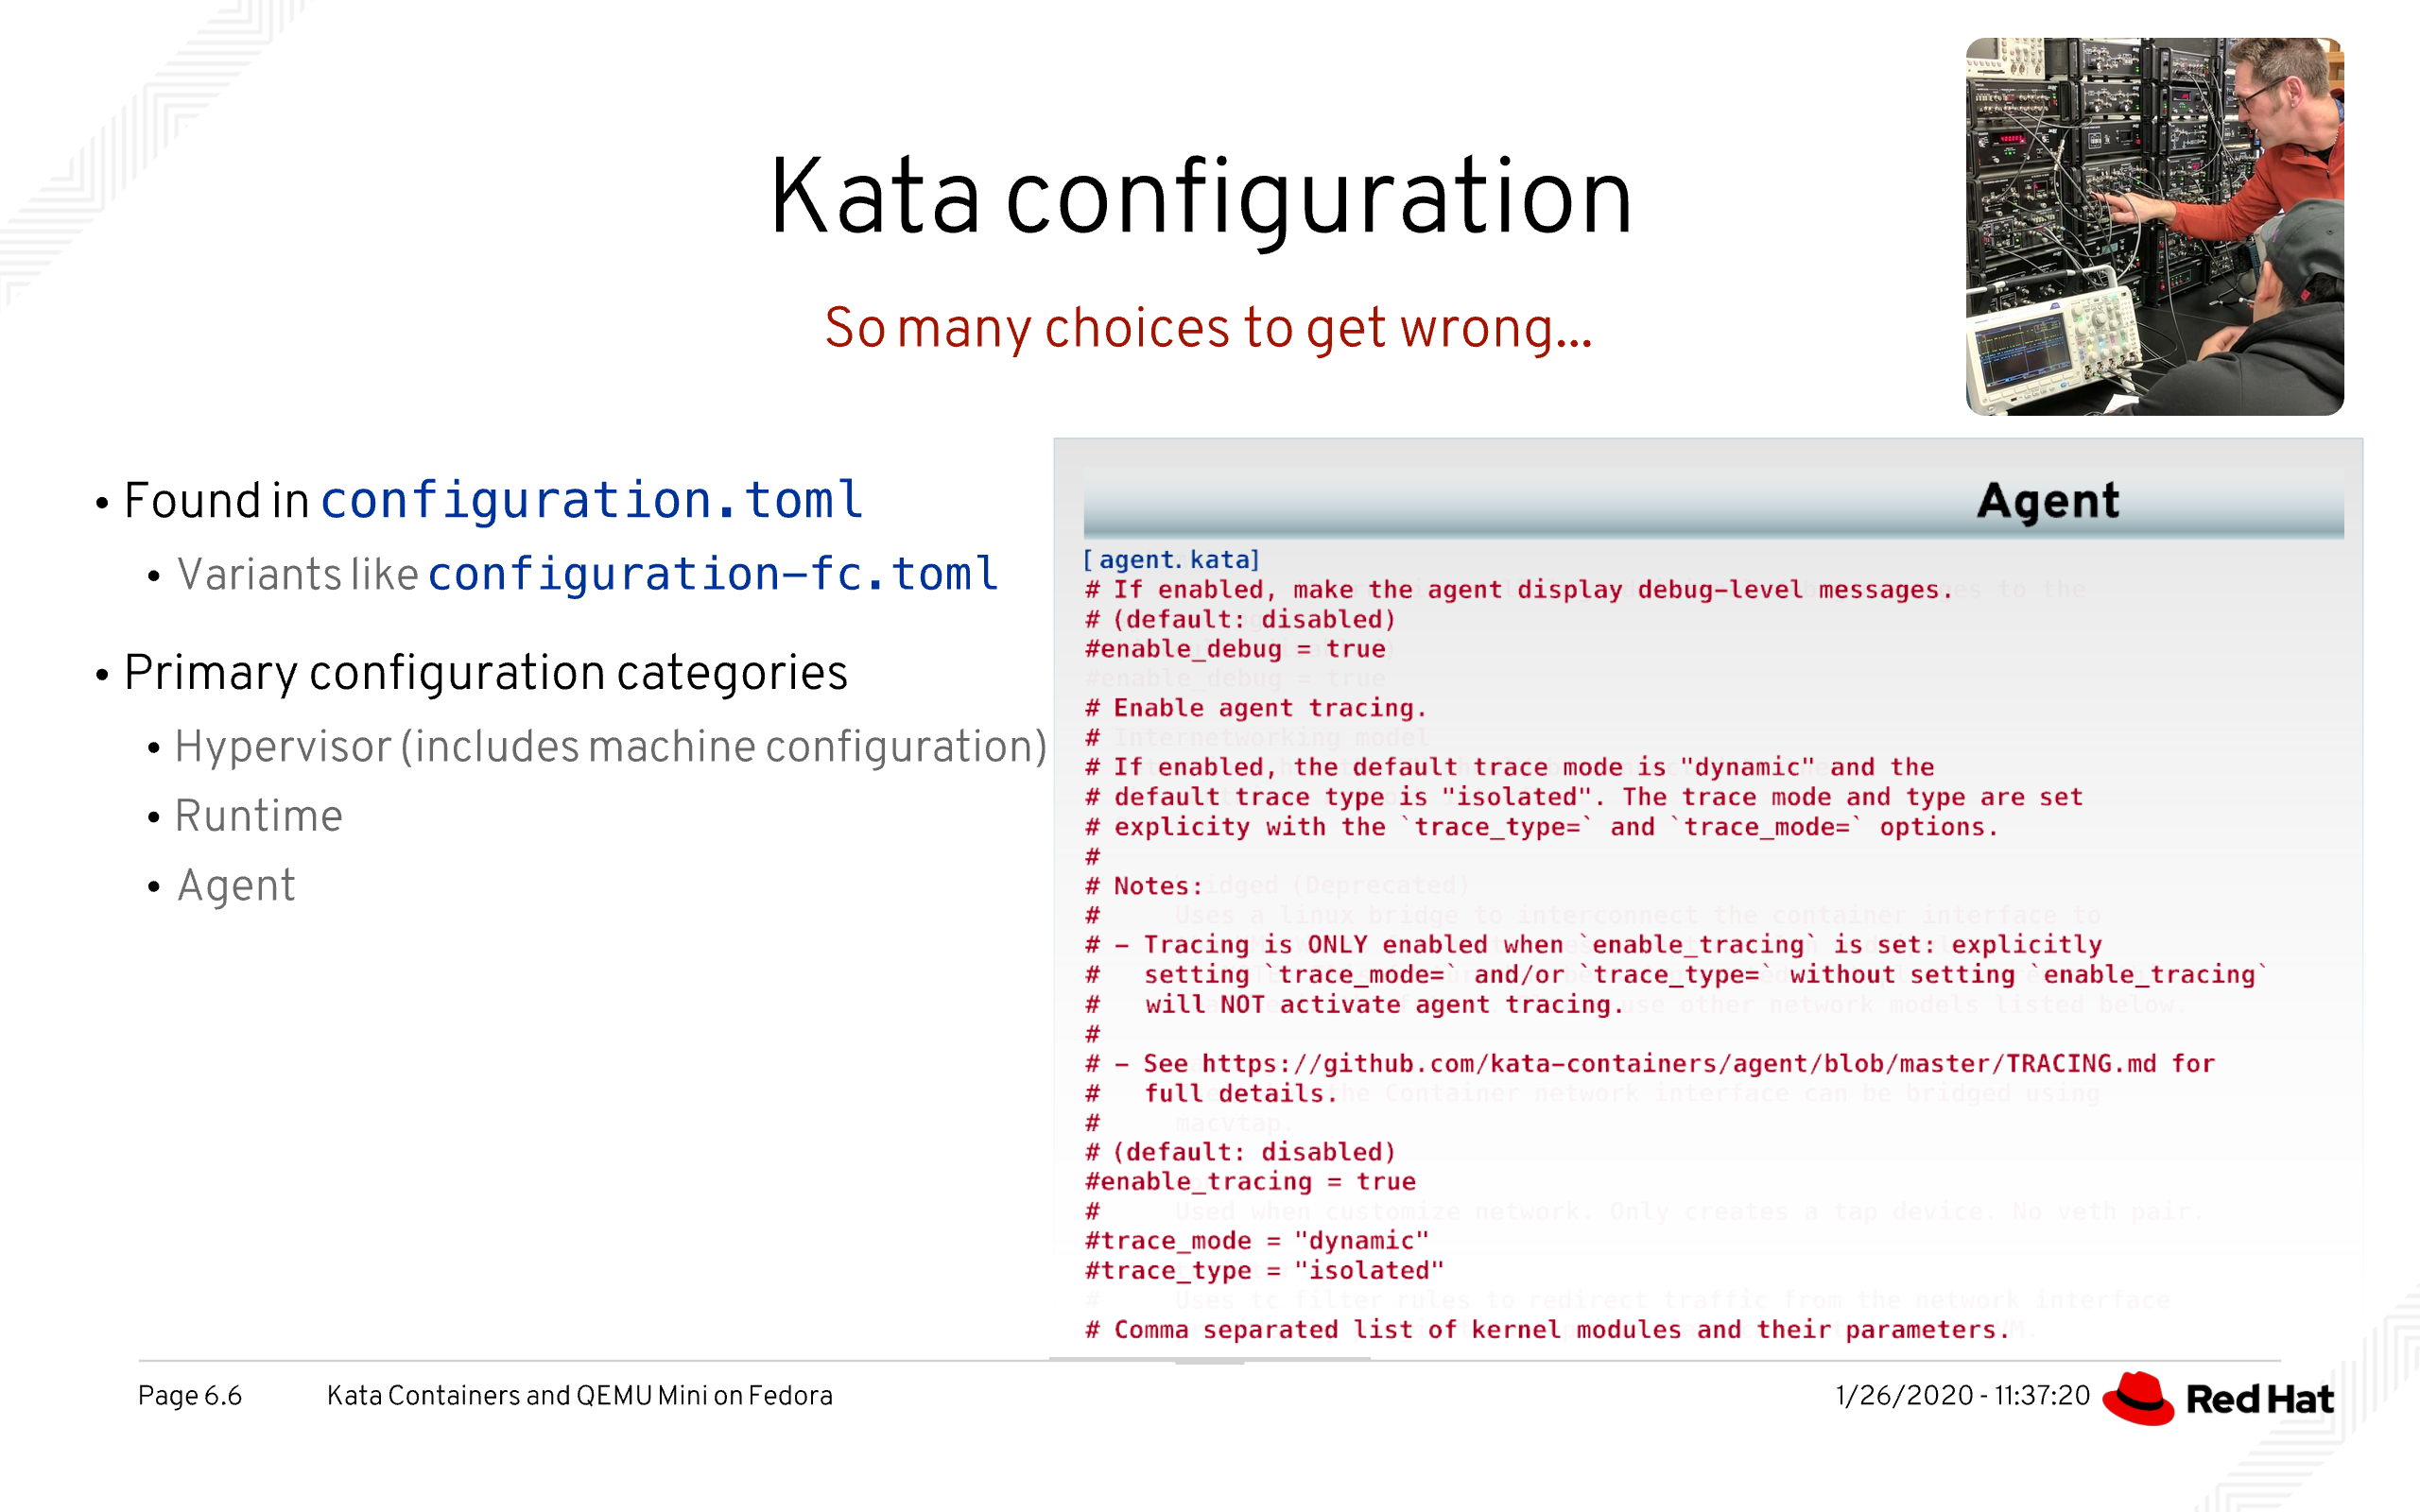 Kata configuration
So many choices to get wrong...
• Found in configuration.toml
• Variants like configuration-fc.toml
• Primary configuration categories
• Hypervisor (includes machine configuration)
• Runtime
• Agent
Agent
[agent.kata]
# If enabled, make the agent display debug-level messages.
# (default: disabled)
#enable_debug = true
# Enable agent tracing.
#
# If enabled, the default trace mode is "dynamic" and the
# default trace type is "isolated". The trace mode and type are set
# explicity with the `trace_type=` and `trace_mode=` options.
#
# Notes:
#
# - Tracing is ONLY enabled when `enable_tracing` is set: explicitly
#   setting `trace_mode=` and/or `trace_type=` without setting `enable_tracing`
#   will NOT activate agent tracing.
#
# - See https://github.com/kata-containers/agent/blob/master/TRACING.md for
#   full details.
#
# (default: disabled)
#enable_tracing = true
#
#trace_mode = "dynamic"
#trace_type = "isolated"
# Comma separated list of kernel modules and their parameters.
Page 6.6 Kata Containers and QEMU Mini on Fedora 1/26/2020 - 11:37:20 Red Hat